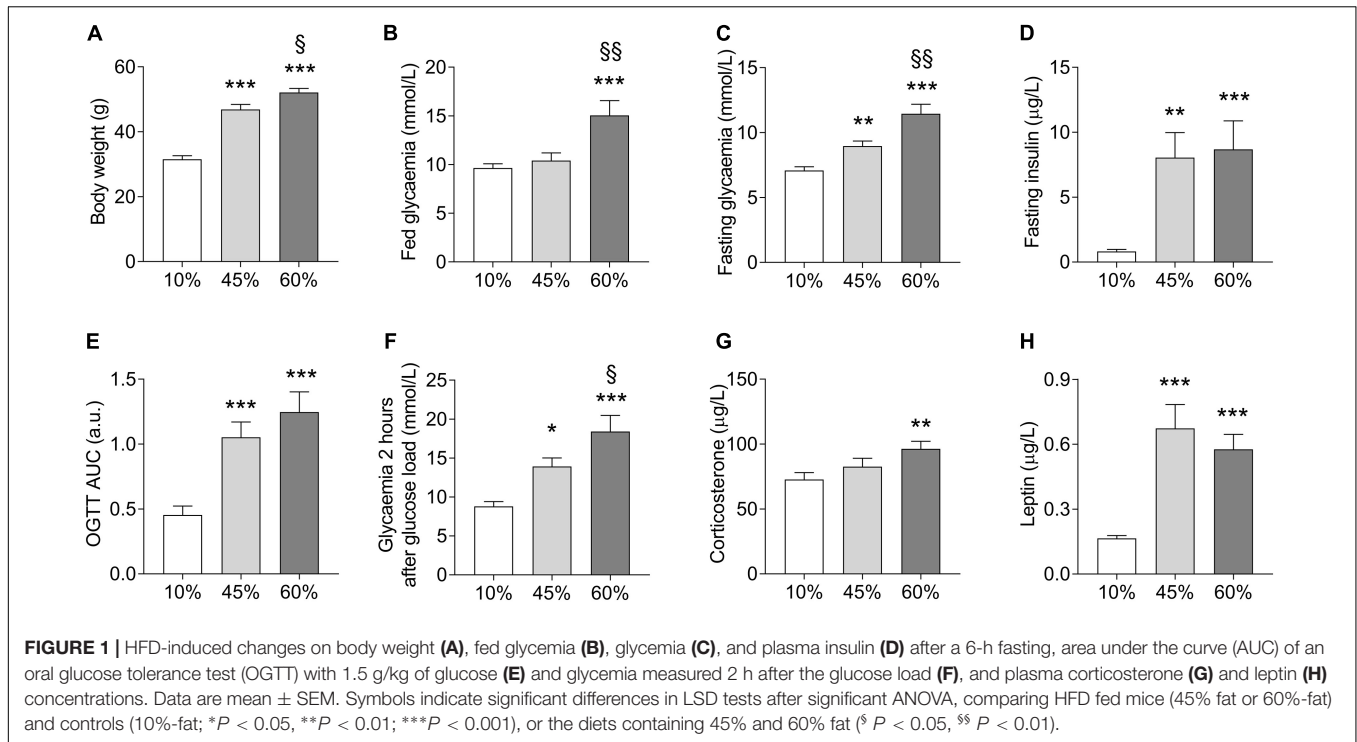 A
§
***
***
Body weight (g)
60
40
20
0
10% 45% 60%
B
§§
***
Fed glycaemia (mmol/L)
20
15
10
5
0
10% 45% 60%
C
§§
***
**
Fasting glycaemia (mmol/L)
15
10
5
0
10% 45% 60%
D
** ***
Fasting insulin (µg/L)
15
10
5
0
10% 45% 60%
E
*** ***
OGTT AUC (a.u.)
1.5
1.0
0.5
0.0
10% 45% 60%
F
§
***
*
Glycaemia 2 hours
after glucose load (mmol/L)
25
20
15
10
5
0
10% 45% 60%
G
**
Corticosterone (µg/L)
150
100
50
0
10% 45% 60%
H
*** ***
Leptin (µg/L)
0.9
0.6
0.3
0.0
10% 45% 60%
FIGURE 1 | HFD-induced changes on body weight (A), fed glycemia (B), glycemia (C), and plasma insulin (D) after a 6-h fasting, area under the curve (AUC) of an
oral glucose tolerance test (OGTT) with 1.5 g/kg of glucose (E) and glycemia measured 2 h after the glucose load (F), and plasma corticosterone (G) and leptin (H)
concentrations. Data are mean ± SEM. Symbols indicate significant differences in LSD tests after significant ANOVA, comparing HFD fed mice (45% fat or 60%-fat)
and controls (10%-fat; *P < 0.05, **P < 0.01; ***P < 0.001), or the diets containing 45% and 60% fat (§ P < 0.05, §§ P < 0.01).